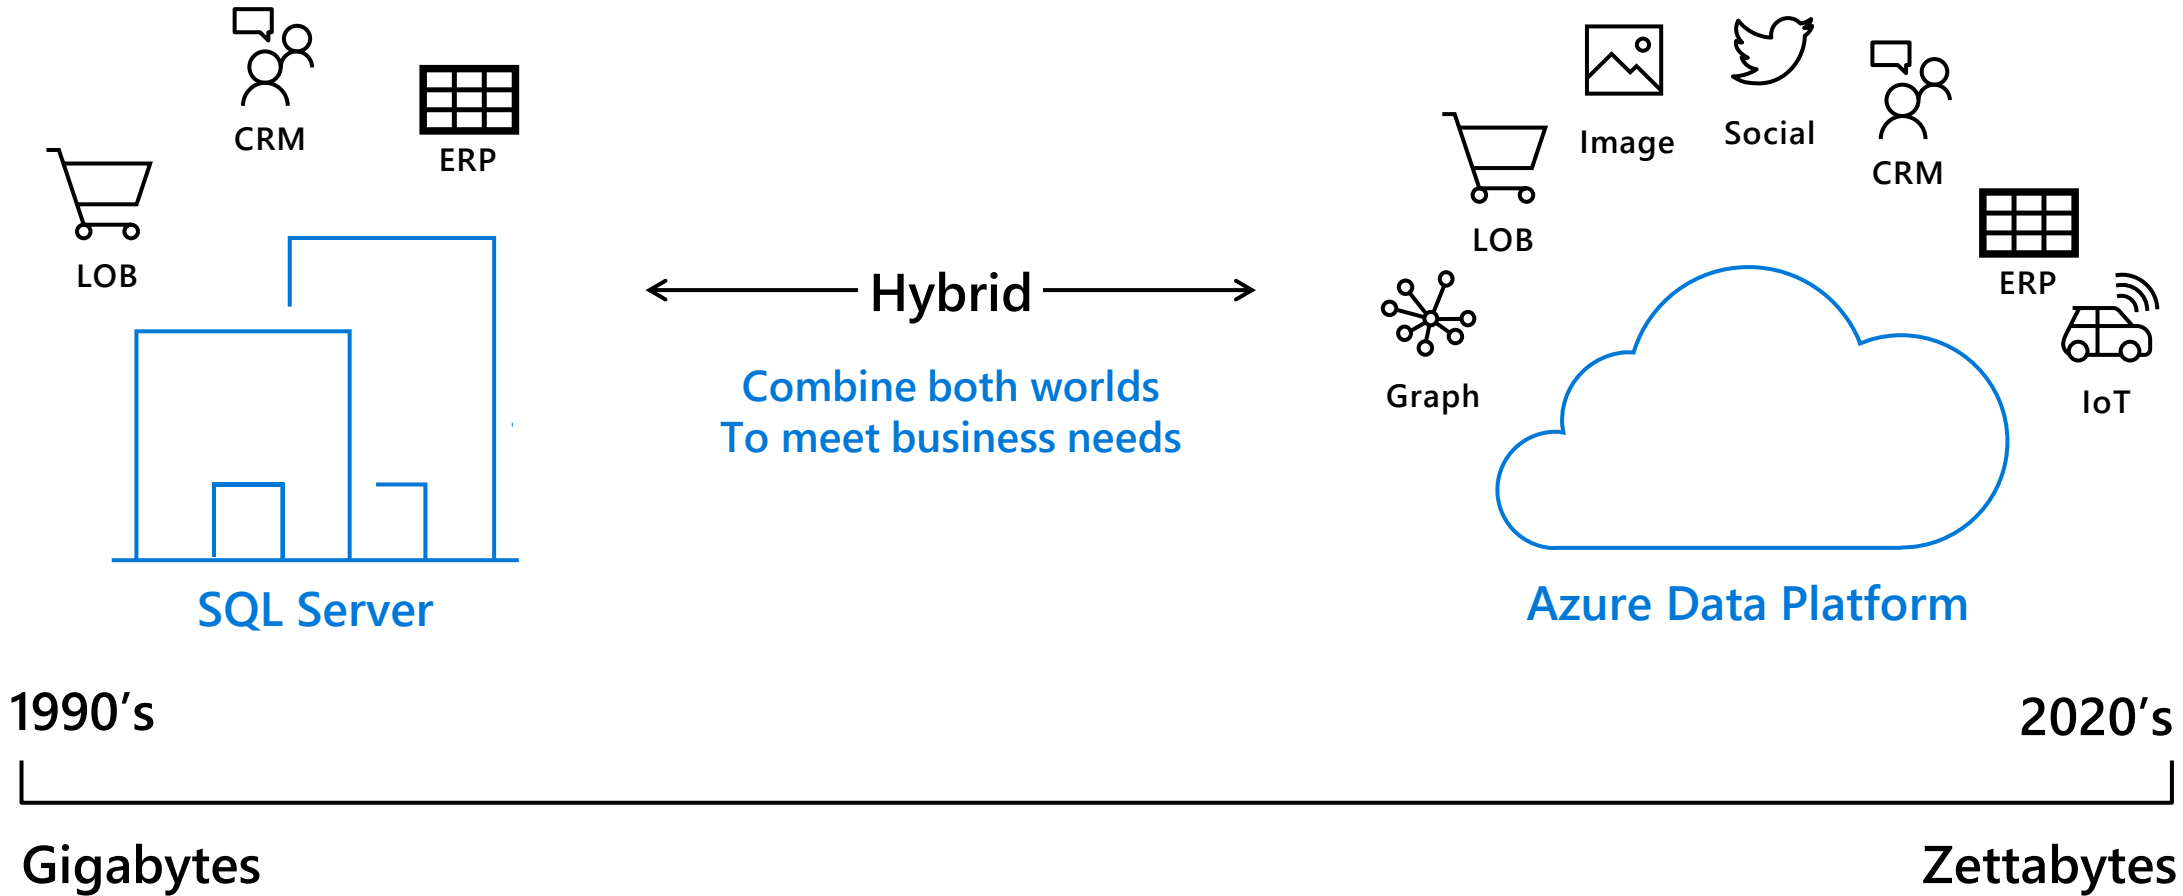 CRM
ERP
LOB
SQL Server
Hybrid
Combine both worlds
To meet business needs
Image
Social
CRM
LOB
ERP
Graph
IoT
Azure Data Platform
1990’s
2020’s
Gigabytes
Zettabytes